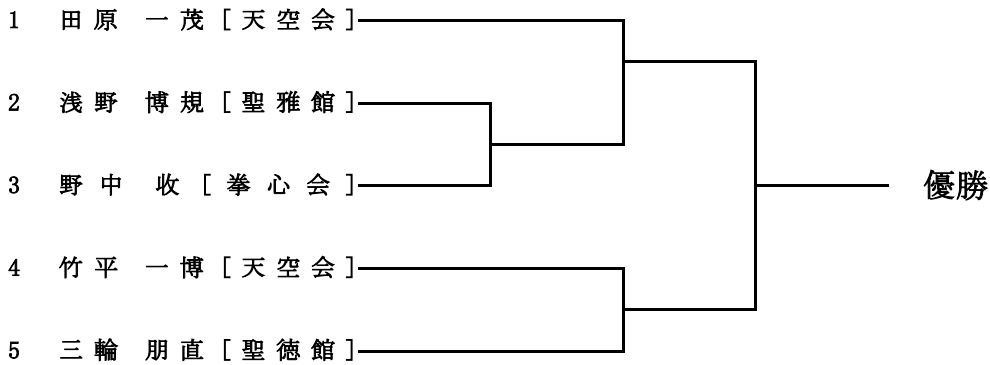 1 田原 一茂[天空会]
2 浅野 博規[聖雅館]
3 野中 收[拳心会]
優勝
4 竹平 一博[天空会]
5 三輪 朋直[聖徳館]